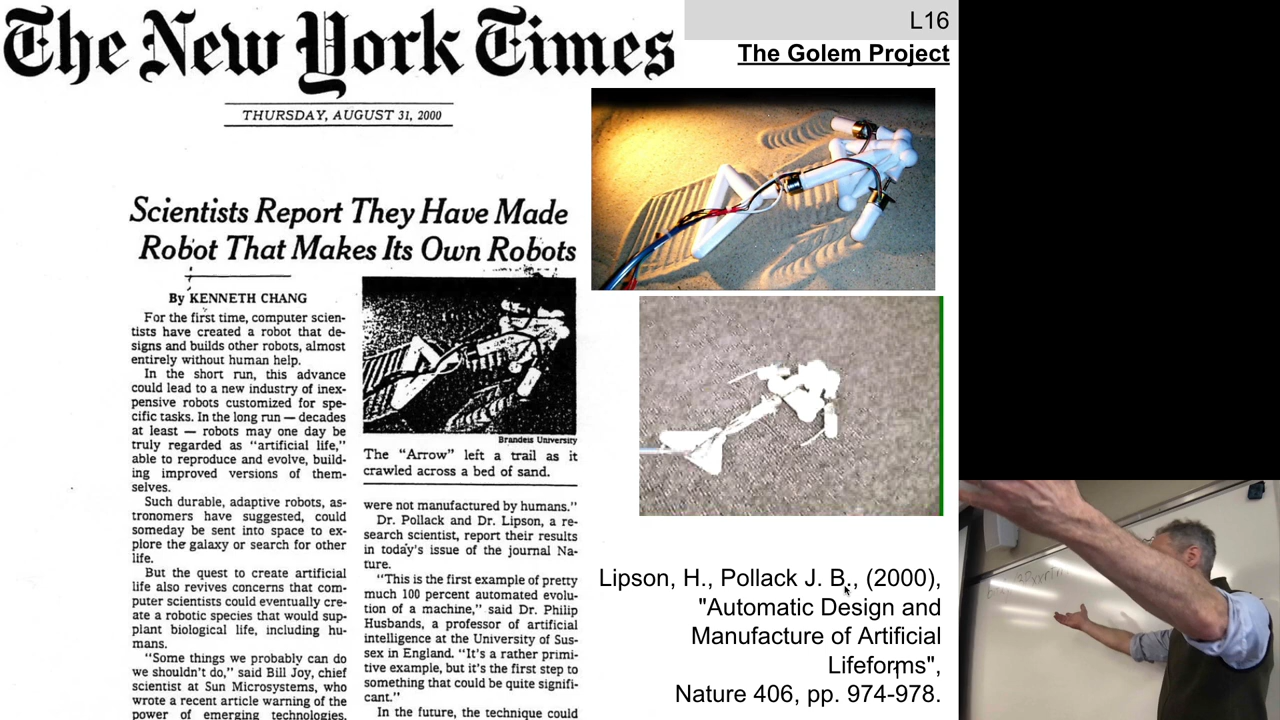 The New York Times
THURSDAY, AUGUST 31, 2000
Scientists Report They Have Made
Robot That Makes Its Own Robots
By KENNETH CHANG
For the first time, computer scien-
tists have created a robot that de-
signs and builds other robots, almost
entirely without human help.
In the short run, this advance
could lead to a new industry of inex-
pensive robots customized for spe-
cific tasks. In the long run — decades
at least — robots may one day be
truly regarded as "artificial life,"
able to reproduce and evolve, build-
ing improved versions of them-
selves.
Such durable, adaptive robots, as-
tronomers have suggested, could
someday be sent into space to ex-
plore the galaxy or search for other
life.
But the quest to create artificial
life also revives concerns that com-
puter scientists could eventually cre-
ate a robotic species that would sup-
plant biological life, including hu-
mans.
"Some things we probably can do
we shouldn't do," said Bill Joy, chief
scientist at Sun Microsystems, who
wrote a recent article warning of the
power of emerging technologies,
Brandeis University
The "Arrow" left a trail as it
crawled across a bed of sand.
were not manufactured by humans."
Dr. Pollack and Dr. Lipson, a re-
search scientist, report their results
in today's issue of the journal Na-
ture.
"This is the first example of pretty
much 100 percent automated evolu-
tion of a machine," said Dr. Philip
Husbands, a professor of artificial
intelligence at the University of Sus-
sex in England. "It's a rather primi-
tive example, but it's the first step to
something that could be quite signifi-
cant."
In the future, the technique could
L16
The Golem Project
Lipson, H., Pollack J. B., (2000),
"Automatic Design and
Manufacture of Artificial
Lifeforms",
Nature 406, pp. 974-978.